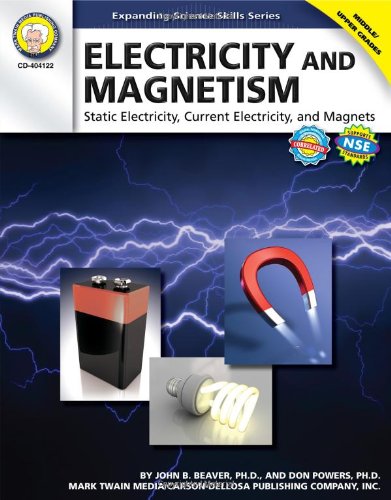 Expanding Science Skills Series
CD-404122
MIDDLE/
UPPER GRADES
ELECTRICITY AND
MAGNETISM
Static Electricity, Current Electricity, and Magnets
CORRELATED
SUPPORTS
NSE
STANDARDS
BY JOHN B. BEAVER, PH.D., AND DON POWERS, PH.D.
MARK TWAIN MEDIA/CARSON-DELLOSA PUBLISHING COMPANY, INC.